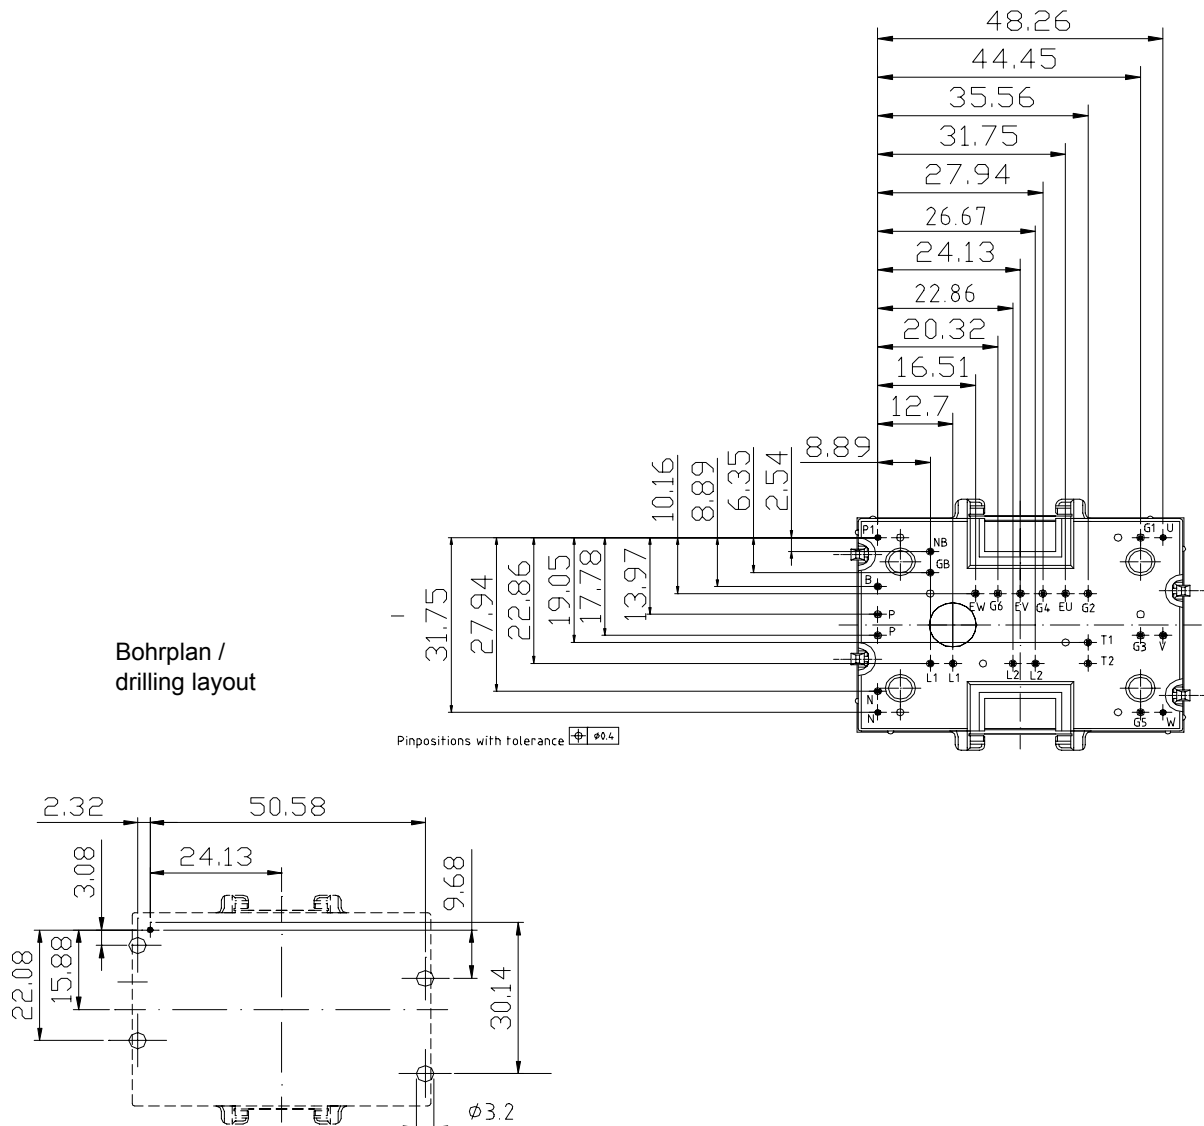 48.26
44.45
35.56
31.75
27.94
26.67
24.13
22.86
20.32
16.51
12.7
8.89
10.16
8.89
6.35
2.54
31.75
27.94
22.86
19.05
17.78
13.97
P1
G1
U
NB
GB
B
EW
G6
EV
G4
EU
G2
P
P
T1
G3
V
L1
L1
L2
L2
T2
N
N
G5
W
Bohrplan /
drilling layout
Pinpositions with tolerance ⌖ ø0.4
2.32
50.58
24.13
3.08
9.68
22.08
15.88
30.14
ø3.2